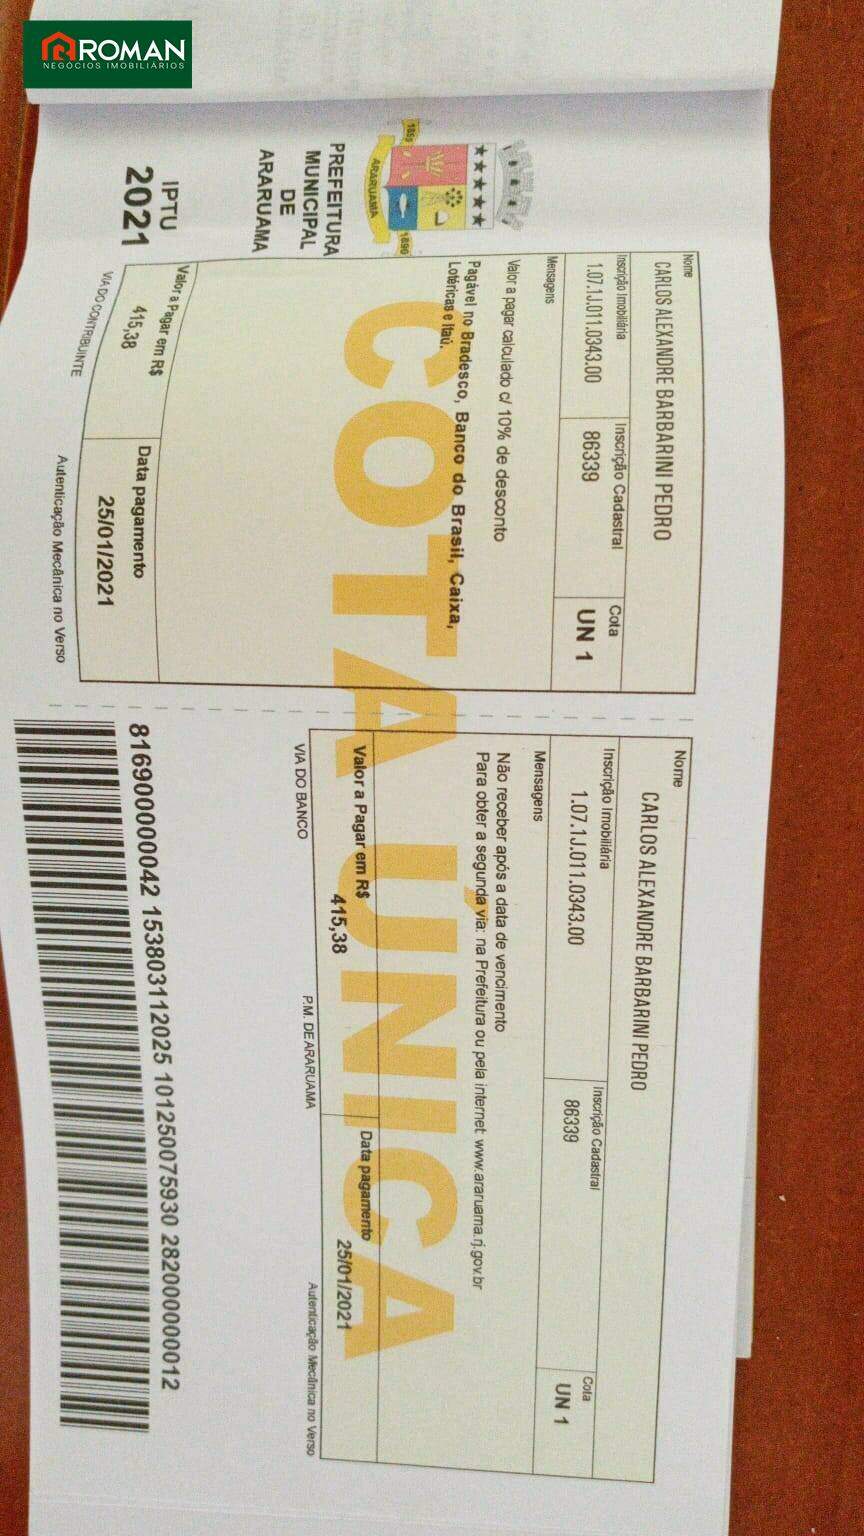 ROMAN
NEGÓCIOS IMOBILIÁRIOS
1859
ARARUAMA
1890
PREFEITURA
MUNICIPAL
DE
ARARUAMA
IPTU
2021
COTA ÚNICA
Nome
CARLOS ALEXANDRE BARBARINI PEDRO
Inscrição Imobiliária
1.07.1J.011.0343.00
Inscrição Cadastral
86339
Cota
UN 1
Mensagens
Valor a pagar calculado c/ 10% de desconto
Pagável no Bradesco, Banco do Brasil, Caixa,
Lotéricas e Itaú.
Valor a Pagar em R$
415,38
Data pagamento
25/01/2021
VIA DO CONTRIBUINTE
Autenticação Mecânica no Verso
Nome
CARLOS ALEXANDRE BARBARINI PEDRO
Inscrição Imobiliária
1.07.1J.011.0343.00
Inscrição Cadastral
86339
Cota
UN 1
Mensagens
Não receber após a data de vencimento
Para obter a segunda via: na Prefeitura ou pela internet: www.araruama.rj.gov.br
Valor a Pagar em R$
415,38
Data pagamento
25/01/2021
VIA DO BANCO
P.M. DE ARARUAMA
Autenticação Mecânica no Verso
816900000042 153803112025 101250075930 282000000012